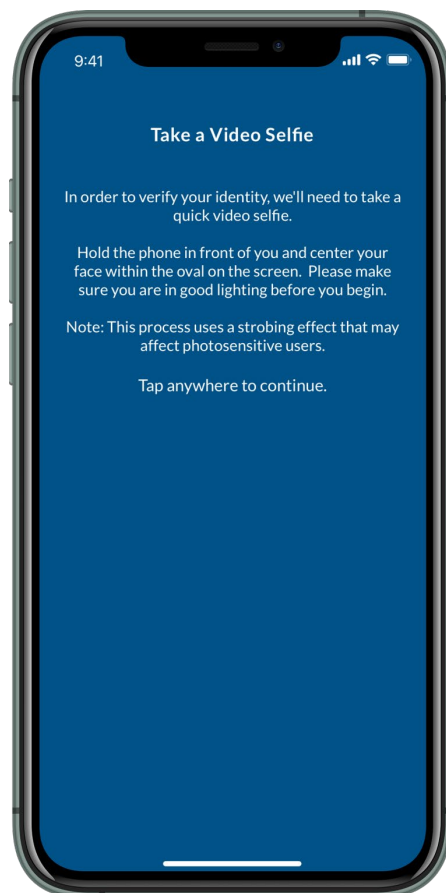 9:41
Take a Video Selfie
In order to verify your identity, we'll need to take a
quick video selfie.
Hold the phone in front of you and center your
face within the oval on the screen.  Please make
sure you are in good lighting before you begin.
Note: This process uses a strobing effect that may
affect photosensitive users.
Tap anywhere to continue.